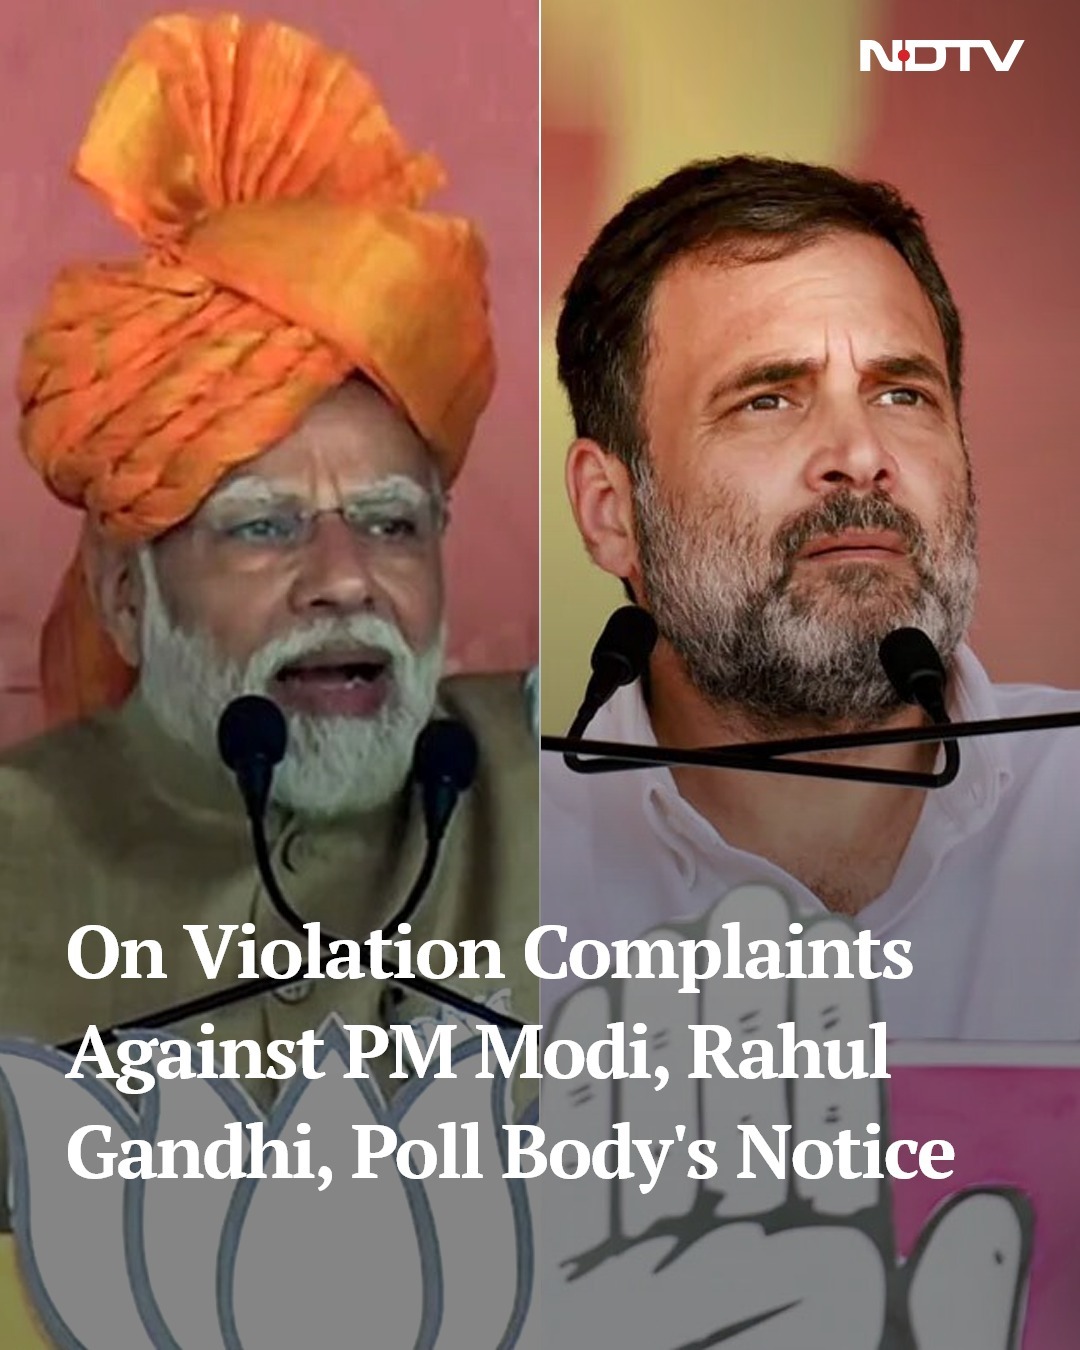 NDTV
On Violation Complaints
Against PM Modi, Rahul
Gandhi, Poll Body's Notice